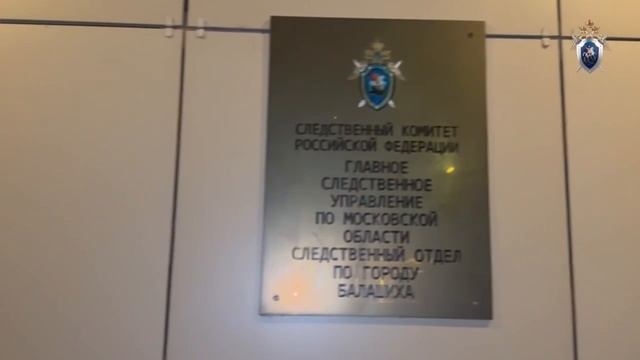 СЛЕДСТВЕННЫЙ КОМИТЕТ
РОССИЙСКОЙ ФЕДЕРАЦИИ
ГЛАВНОЕ
СЛЕДСТВЕННОЕ
УПРАВЛЕНИЕ
ПО МОСКОВСКОЙ
ОБЛАСТИ
СЛЕДСТВЕННЫЙ ОТДЕЛ
ПО ГОРОДУ
БАЛАШИХА